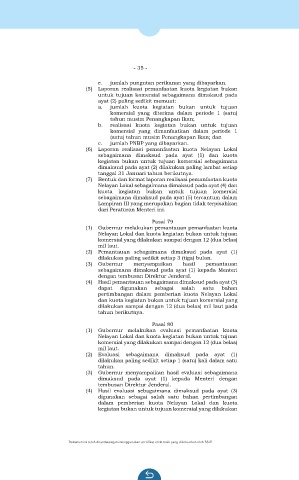 - 35 -
c. jumlah pungutan perikanan yang dibayarkan.
(5) Laporan realisasi pemanfaatan kuota kegiatan bukan
untuk tujuan komersial sebagaimana dimaksud pada
ayat (2) paling sedikit memuat:
a. jumlah kuota kegiatan bukan untuk tujuan
komersial yang diterima dalam periode 1 (satu)
tahun musim Penangkapan Ikan;
b. realisasi kuota kegiatan bukan untuk tujuan
komersial yang dimanfaatkan dalam periode 1
(satu) tahun musim Penangkapan Ikan; dan
c. jumlah PNBP yang dibayarkan.
(6) Laporan realisasi pemanfaatan kuota Nelayan Lokal
sebagaimana dimaksud pada ayat (1) dan kuota
kegiatan bukan untuk tujuan komersial sebagaimana
dimaksud pada ayat (2) dilakukan paling lambat setiap
tanggal 31 Januari tahun berikutnya.
(7) Bentuk dan format laporan realisasi pemanfaatan kuota
Nelayan Lokal sebagaimana dimaksud pada ayat (4) dan
kuota kegiatan bukan untuk tujuan komersial
sebagaimana dimaksud pada ayat (5) tercantum dalam
Lampiran III yang merupakan bagian tidak terpisahkan
dari Peraturan Menteri ini.
Pasal 79
(1) Gubernur melakukan pemantauan pemanfaatan kuota
Nelayan Lokal dan kuota kegiatan bukan untuk tujuan
komersial yang dilakukan sampai dengan 12 (dua belas)
mil laut.
(2) Pemantauan sebagaimana dimaksud pada ayat (1)
dilakukan paling sedikit setiap 3 (tiga) bulan.
(3) Gubernur menyampaikan hasil pemantauan
sebagaimana dimaksud pada ayat (1) kepada Menteri
dengan tembusan Direktur Jenderal.
(4) Hasil pemantauan sebagaimana dimaksud pada ayat (3)
dapat digunakan sebagai salah satu bahan
pertimbangan dalam pemberian kuota Nelayan Lokal
dan kuota kegiatan bukan untuk tujuan komersial yang
dilakukan sampai dengan 12 (dua belas) mil laut pada
tahun berikutnya.
Pasal 80
(1) Gubernur melakukan evaluasi pemanfaatan kuota
Nelayan Lokal dan kuota kegiatan bukan untuk tujuan
komersial yang dilakukan sampai dengan 12 (dua belas)
mil laut.
(2) Evaluasi sebagaimana dimaksud pada ayat (1)
dilakukan paling sedikit setiap 1 (satu) kali dalam satu
tahun.
(3) Gubernur menyampaikan hasil evaluasi sebagaimana
dimaksud pada ayat (1) kepada Menteri dengan
tembusan Direktur Jenderal.
(4) Hasil evaluasi sebagaimana dimaksud pada ayat (3)
digunakan sebagai salah satu bahan pertimbangan
dalam pemberian kuota Nelayan Lokal dan kuota
kegiatan bukan untuk tujuan komersial yang dilakukan